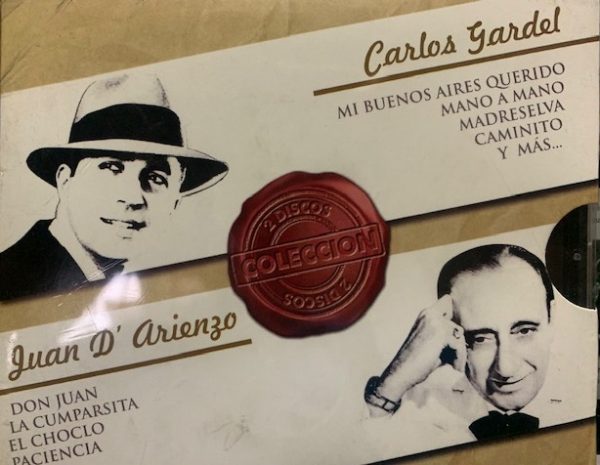 Carlos Gardel
MI BUENOS AIRES QUERIDO
MANO A MANO
MADRESELVA
CAMINITO
Y MÁS...
2 DISCOS
COLECCION
2 DISCOS
Juan D' Arienzo
DON JUAN
LA CUMPARSITA
EL CHOCLO
PACIENCIA